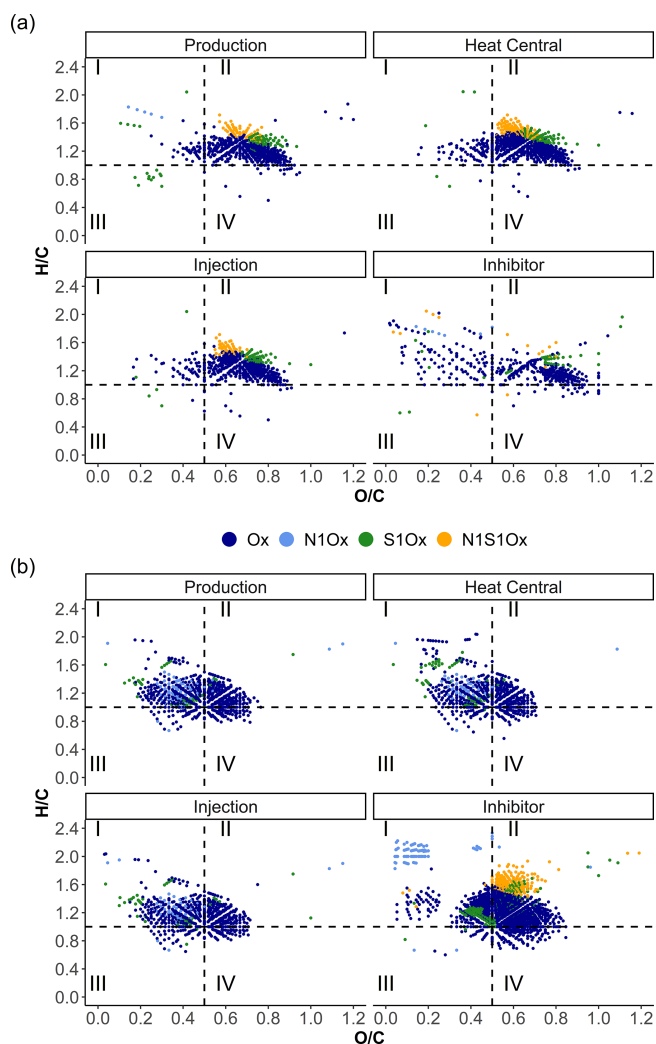 (a)
Production Heat Central
2.4 I II I II
2.0
1.6
1.2
0.8
0.4 III IV III IV
0.0
H/C
Injection Inhibitor
2.4 I II I II
2.0
1.6
1.2
0.8
0.4 III IV III IV
0.0
0.0 0.2 0.4 0.6 0.8 1.0 1.2 0.0 0.2 0.4 0.6 0.8 1.0 1.2
O/C
Ox N1Ox S1Ox N1S1Ox
(b)
Production Heat Central
2.4 I II I II
2.0
1.6
1.2
0.8
0.4 III IV III IV
0.0
H/C
Injection Inhibitor
2.4 I II I II
2.0
1.6
1.2
0.8
0.4 III IV III IV
0.0
0.0 0.2 0.4 0.6 0.8 1.0 1.2 0.0 0.2 0.4 0.6 0.8 1.0 1.2
O/C